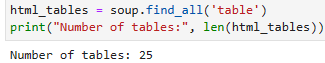 html_tables = soup.find_all('table')
print("Number of tables:", len(html_tables))
Number of tables: 25